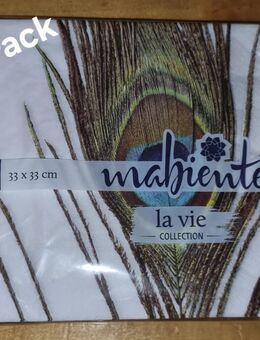 ack
33 x 33 cm
mabiente
la vie
COLLECTION